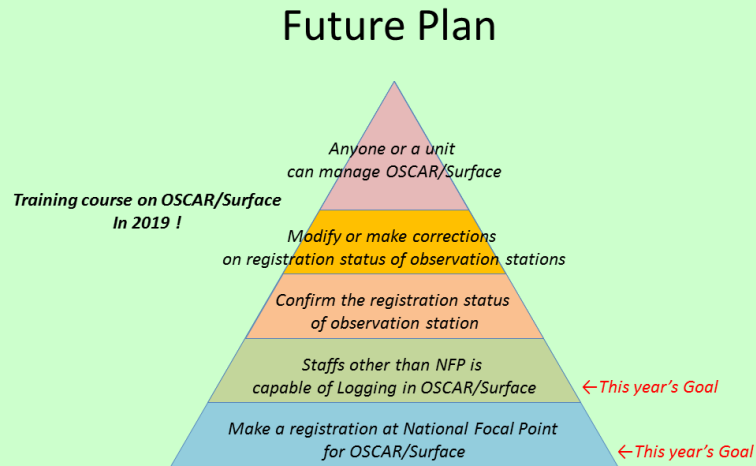 Future Plan
Anyone or a unit
can manage OSCAR/Surface
Training course on OSCAR/Surface
In 2019 !
Modify or make corrections
on registration status of observation stations
Confirm the registration status
of observation station
Staffs other than NFP is
capable of Logging in OSCAR/Surface
←This year's Goal
Make a registration at National Focal Point
for OSCAR/Surface
←This year's Goal